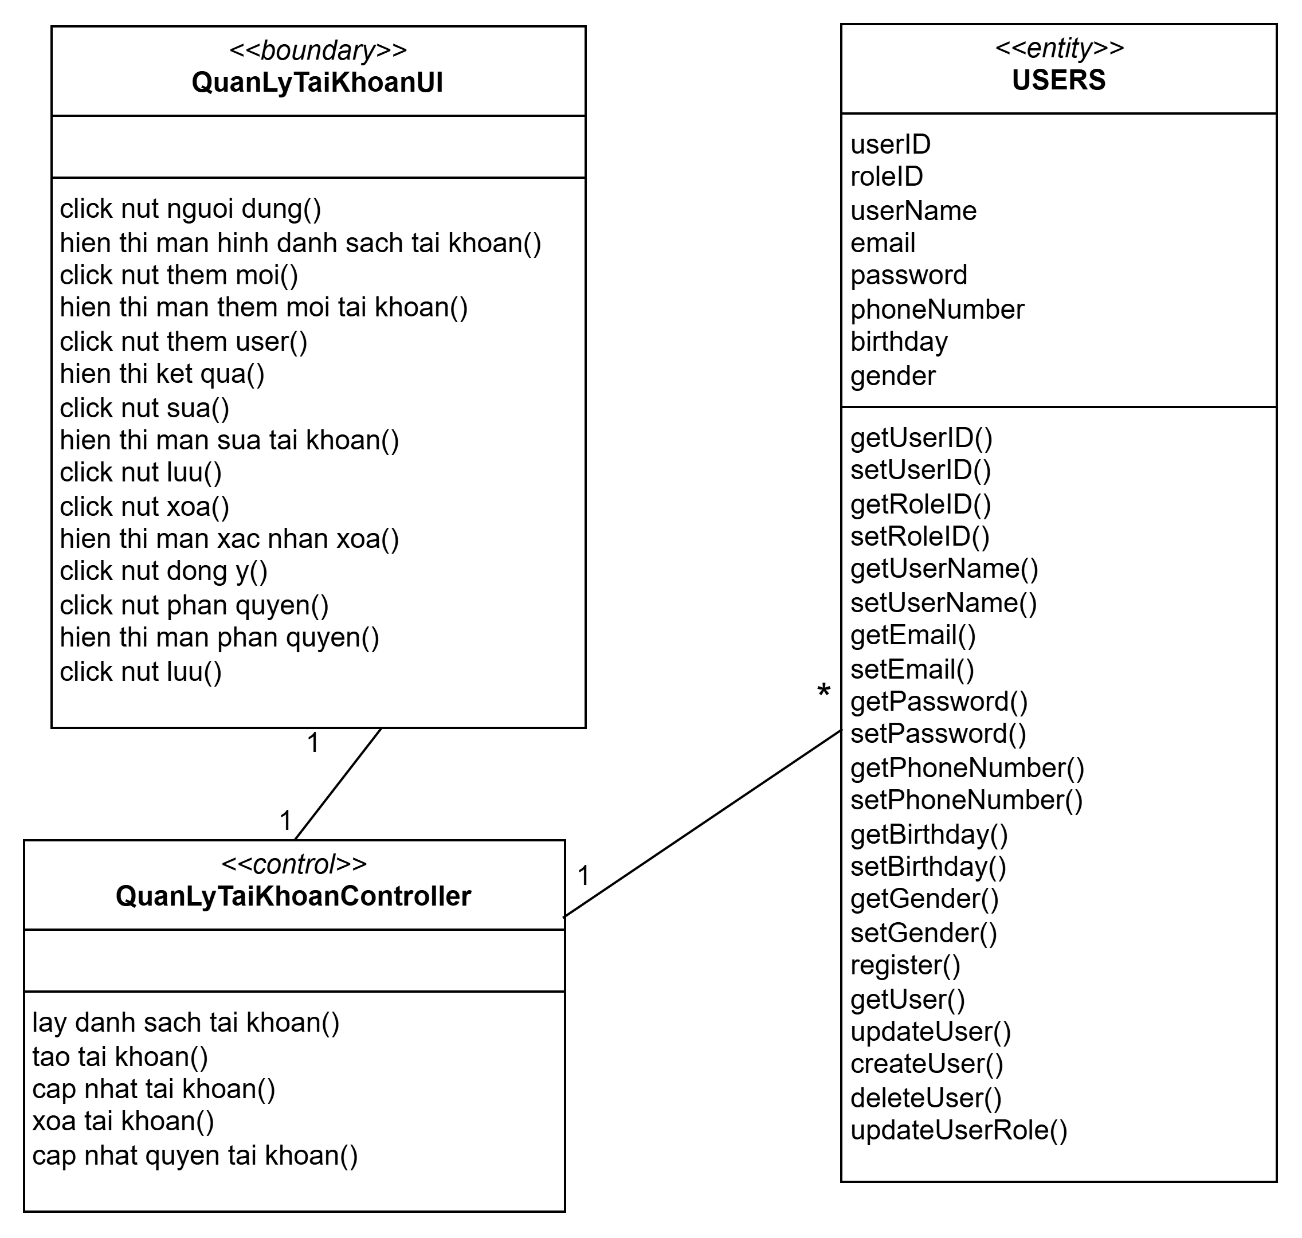 <<boundary>>
QuanLyTaiKhoanUI
click nut nguoi dung()
hien thi man hinh danh sach tai khoan()
click nut them moi()
hien thi man them moi tai khoan()
click nut them user()
hien thi ket qua()
click nut sua()
hien thi man sua tai khoan()
click nut luu()
click nut xoa()
hien thi man xac nhan xoa()
click nut dong y()
click nut phan quyen()
hien thi man phan quyen()
click nut luu()
1
1
<<control>>
QuanLyTaiKhoanController
lay danh sach tai khoan()
tao tai khoan()
cap nhat tai khoan()
xoa tai khoan()
cap nhat quyen tai khoan()
1
*
<<entity>>
USERS
userID
roleID
userName
email
password
phoneNumber
birthday
gender
getUserID()
setUserID()
getRoleID()
setRoleID()
getUserName()
setUserName()
getEmail()
setEmail()
getPassword()
setPassword()
getPhoneNumber()
setPhoneNumber()
getBirthday()
setBirthday()
getGender()
setGender()
register()
getUser()
updateUser()
createUser()
deleteUser()
updateUserRole()